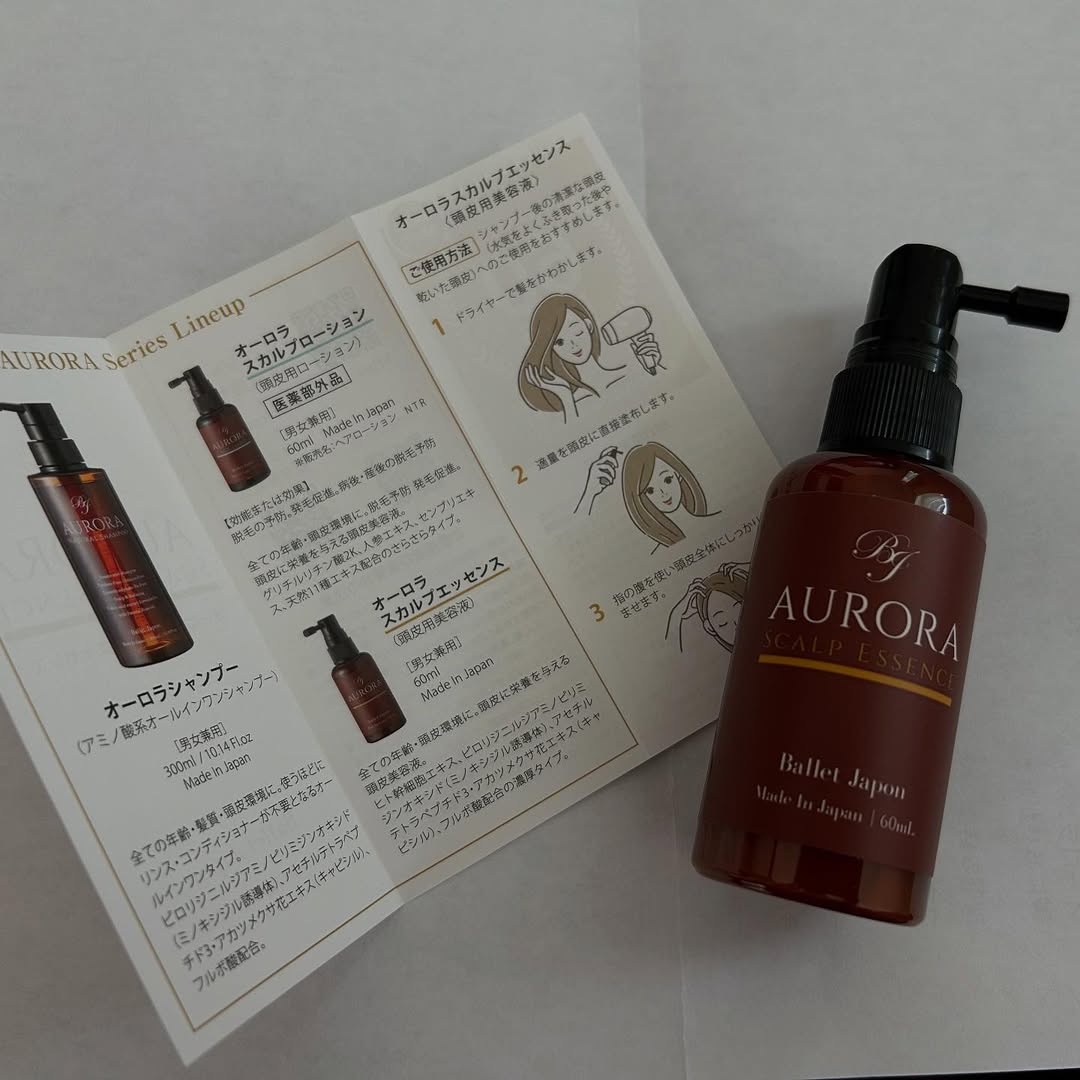 AURORA Series Lineup
BJ
AURORA
オーロラシャンプー
(アミノ酸系オールインワンシャンプー)
[男女兼用]
300ml / 10.14 Fl.oz
Made In Japan
全ての年齢・髪質・頭皮環境に。使うほどに
リンス・コンディショナーが不要となるオー
ルインワンタイプ。
ピロリジニルジアミノピリミジンオキシド
(ミノキシジル誘導体)、アセチルテトラペプ
チド3・アカツメクサ花エキス(キャピシル)、
フルボ酸配合。
オーロラ
スカルプローション
(頭皮用ローション)
医薬部外品
[男女兼用]
60ml Made In Japan
※販売名:ヘアローション NTR
AURORA
【効能または効果】
脱毛の予防。発毛促進。病後・産後の脱毛予防
全ての年齢・頭皮環境に。脱毛予防 発毛促進。
頭皮に栄養を与える頭皮美容液。
グリチルリチン酸2K、人参エキス、センブリエキ
ス、天然11種エキス配合のさらさらタイプ。
オーロラ
スカルプエッセンス
(頭皮用美容液)
[男女兼用]
60ml
Made In Japan
AURORA
全ての年齢・頭皮環境に。頭皮に栄養を与える
頭皮美容液。
ヒト幹細胞エキス、ピロリジニルジアミノピリミ
ジンオキシド(ミノキシジル誘導体)、アセチル
テトラペプチド3・アカツメクサ花エキス(キャ
ピシル)、フルボ酸配合の濃厚タイプ。
オーロラスカルプエッセンス
〈頭皮用美容液〉
ご使用方法 シャンプー後の清潔な頭皮
(水気をよくふき取った後や
乾いた頭皮)へのご使用をおすすめします。
1 ドライヤーで髪をかわかします。
2 適量を頭皮に直接塗布します。
3 指の腹を使い頭皮全体にしっかり
ませます。
BJ
AURORA
SCALP ESSENCE
Ballet Japon
Made In Japan | 60mL